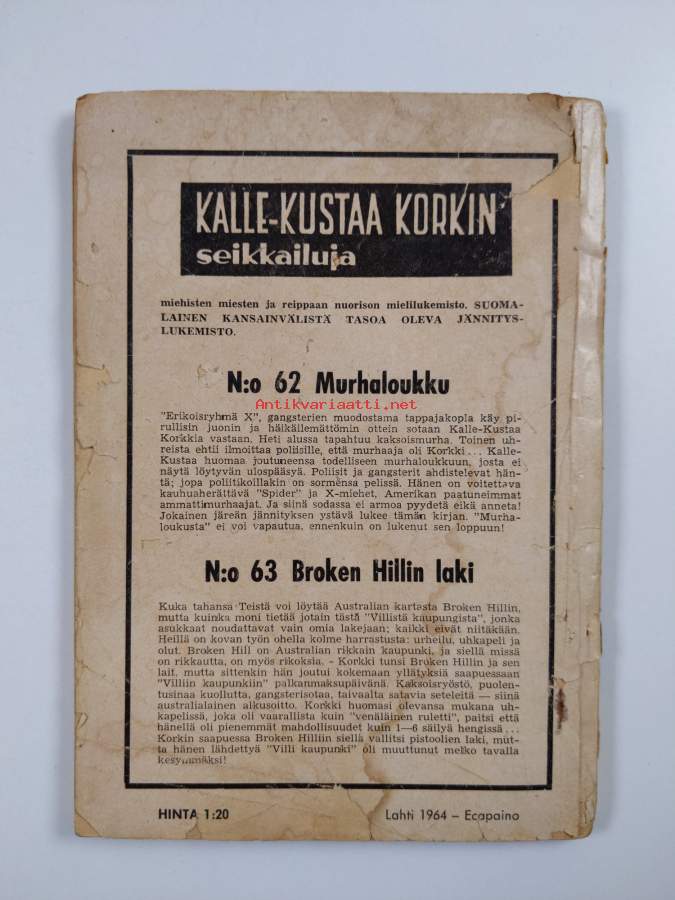 KALLE-KUSTAA KORKIN
seikkailuja
miehisten miesten ja reippaan nuorison mielilukemisto. SUOMA-
LAINEN KANSAINVÄLISTÄ TASOA OLEVA JÄNNITYS-
LUKEMISTO.
N:o 62 Murhaloukku
Antikvariaatti.net
"Erikoisryhmä X", gangsterien muodostama tappajakopla käy pi-
rullisin juonin ja häikäilemättömin ottein sotaan Kalle-Kustaa
Korkkia vastaan. Heti alussa tapahtuu kaksoismurha. Toinen uh-
reista ehtii ilmoittaa poliisille, että murhaaja oli Korkki... Kalle-
Kustaa huomaa joutuneensa todelliseen murhaloukkuun, josta ei
näytä löytyvän ulospääsyä. Poliisit ja gangsterit ahdistelevat hän-
tä; jopa poliitikoillakin on sormensa pelissä. Hänen on voitettava
kauhuaherättävä "Spider" ja X-miehet, Amerikan paatuneimmat
ammattimurhaajat. Ja siinä sodassa ei armoa pyydetä eikä anneta!
Jokainen järeän jännityksen ystävä lukee tämän kirjan. "Murha-
loukusta" ei voi vapautua, ennenkuin on lukenut sen loppuun!
N:o 63 Broken Hillin laki
Kuka tahansa Teistä voi löytää Australian kartasta Broken Hillin,
mutta kuinka moni tietää jotain tästä "Villistä kaupungista", jonka
asukkaat noudattavat vain omia lakejaan; kaikki eivät niitäkään.
Heillä on kovan työn ohella kolme harrastusta: urheilu, uhkapeli ja
olut. Broken Hill on Australian rikkain kaupunki, ja siellä missä
on rikkautta, on myös rikoksia. - Korkki tunsi Broken Hillin ja sen
lait, mutta sittenkin hän joutui kokemaan yllätyksiä saapuessaan
"Villiin kaupunkiin" palkanmaksupäivänä. Kaksoisryöstö, puolen-
tusinaa kuollutta, gangsterisotaa, taivaalta satavia seteleitä — siinä
australialainen alkusoitto. Korkki huomasi olevansa mukana uh-
kapelissä, joka oli vaarallista kuin "venäläinen ruletti", paitsi että
hänellä oli pienemmät mahdollisuudet kuin 1—6 säilyä hengissä...
Korkin saapuessa Broken Hilliin siellä vallitsi pistoolien laki, mut-
ta hänen lähdettyä "Villi kaupunki" oli muuttunut melko tavalla
kesymmäksi!
HINTA 1:20
Lahti 1964 – Ecapaino